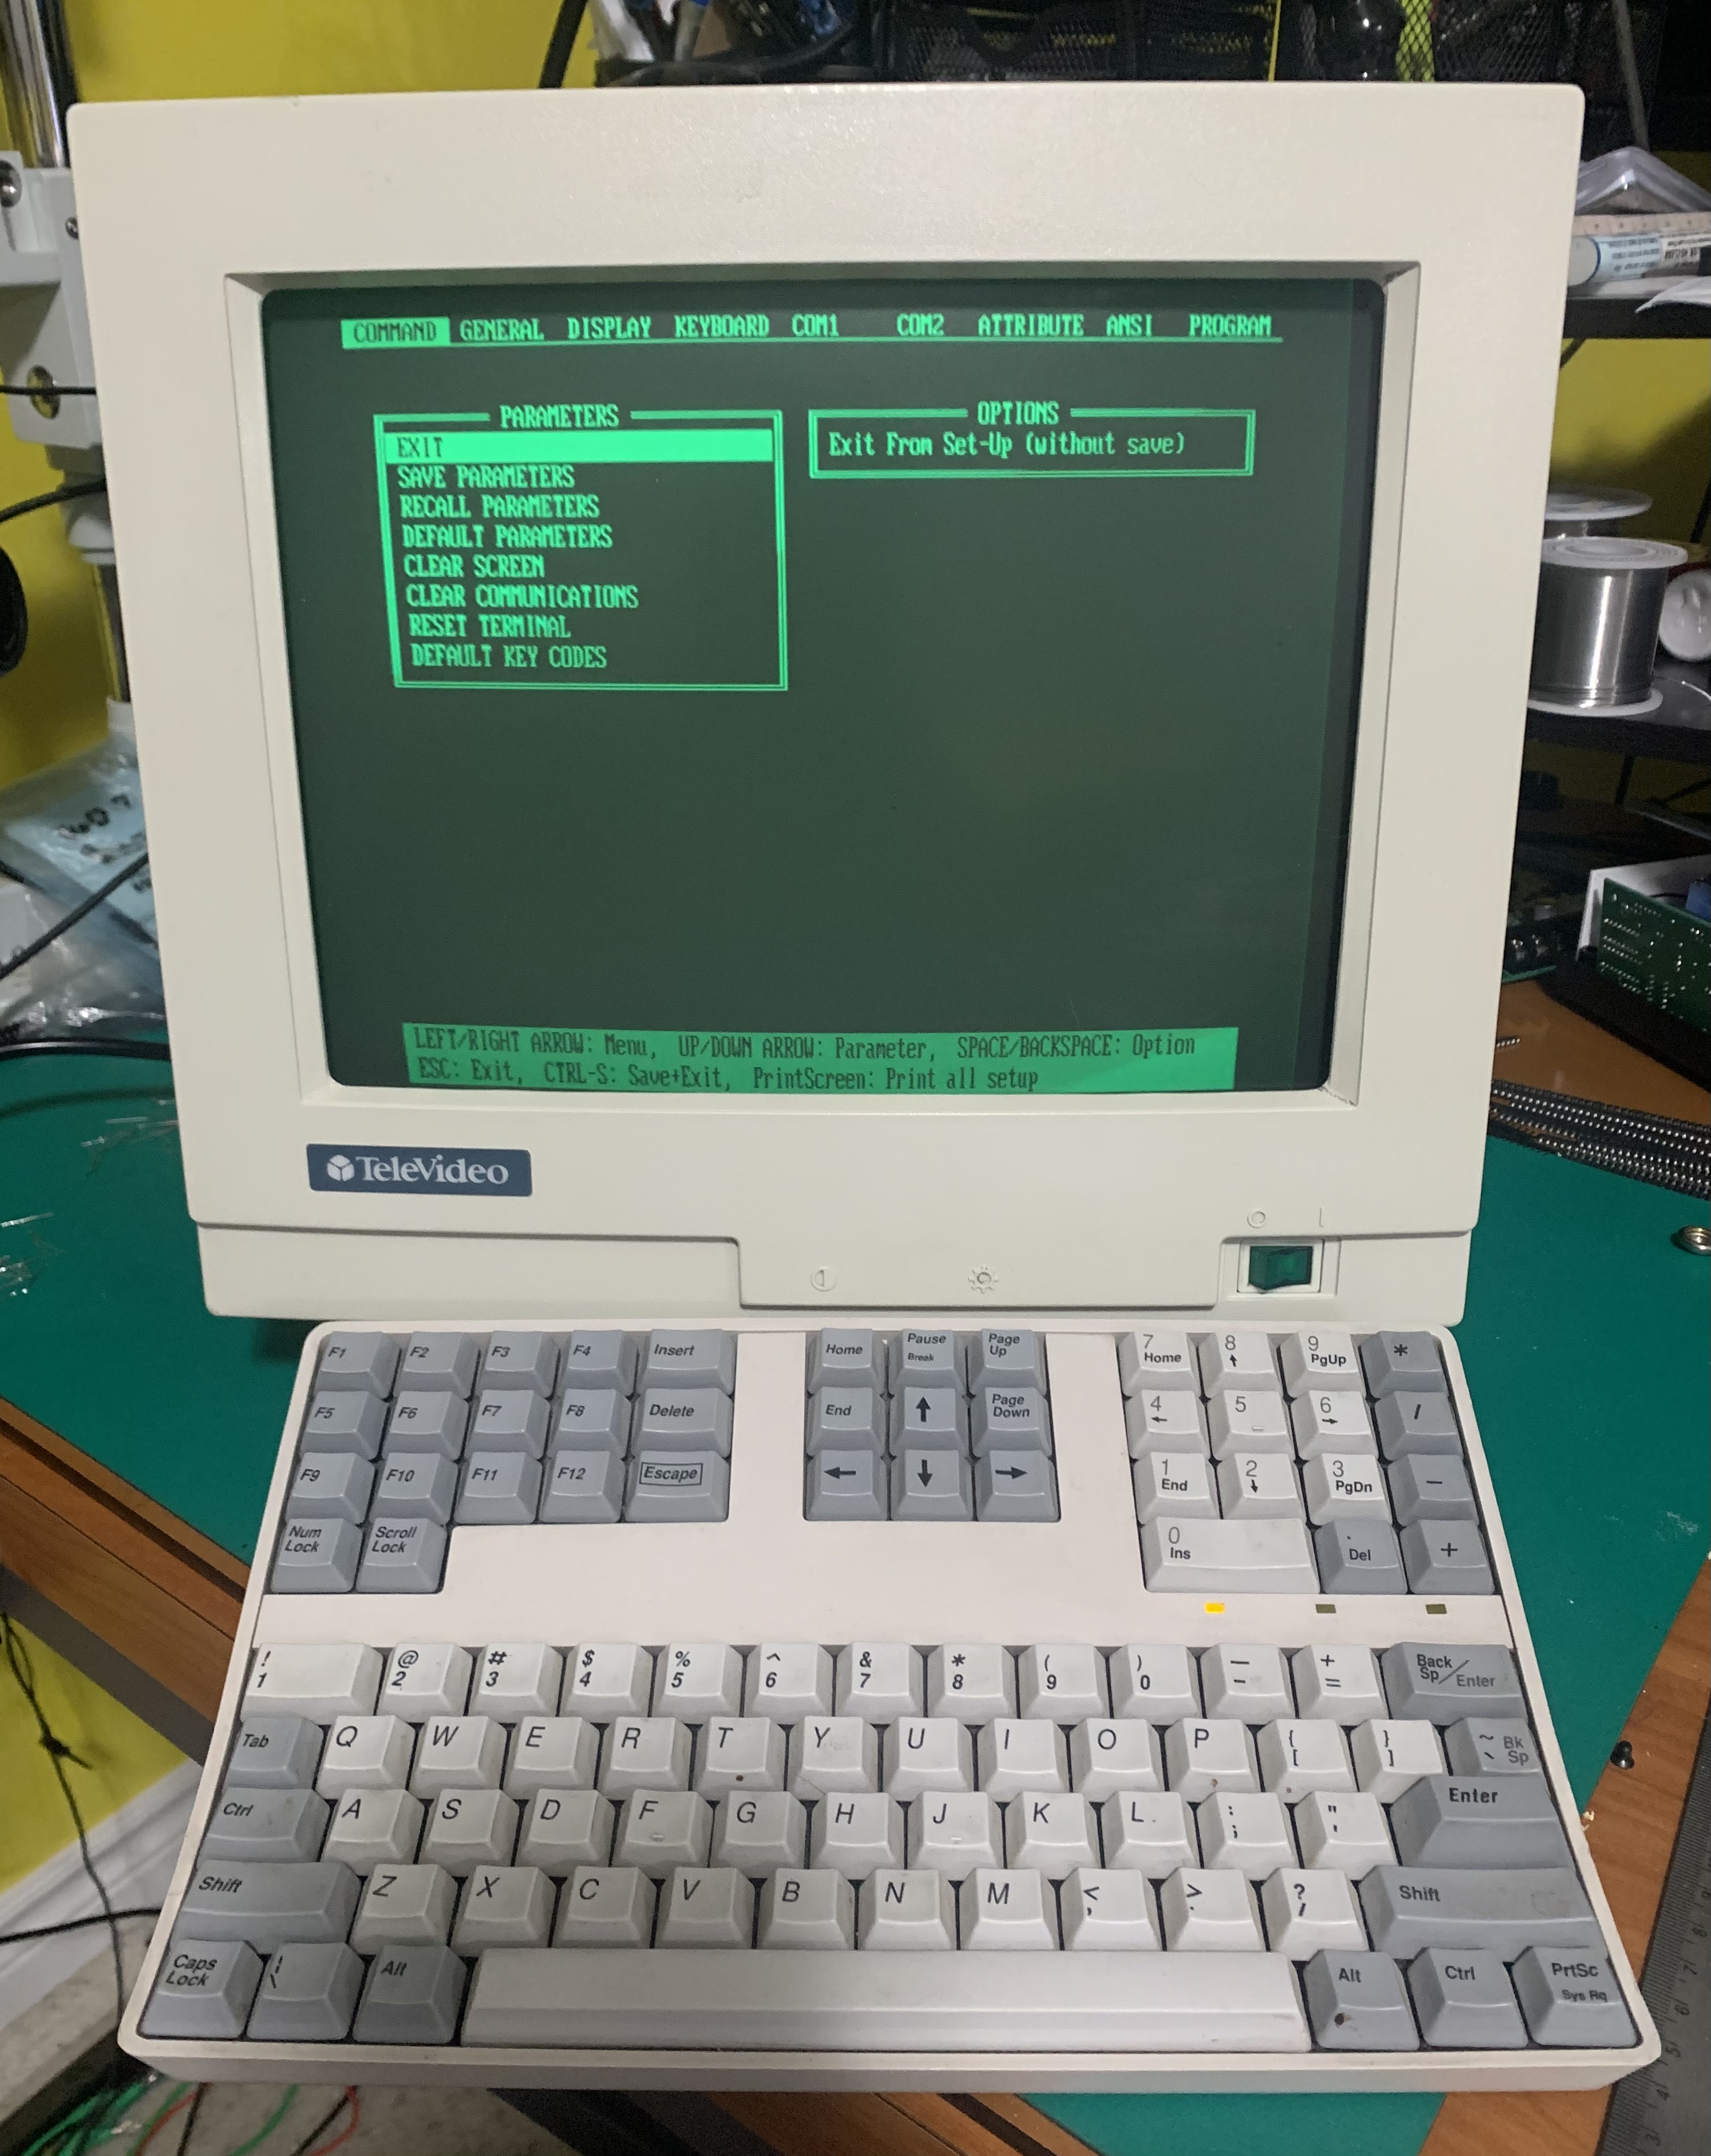 COMMAND GENERAL DISPLAY KEYBOARD COM1 COM2 ATTRIBUTE ANSI PROGRAM
PARAMETERS
EXIT
SAVE PARAMETERS
RECALL PARAMETERS
DEFAULT PARAMETERS
CLEAR SCREEN
CLEAR COMMUNICATIONS
RESET TERMINAL
DEFAULT KEY CODES
OPTIONS
Exit From Set-Up (without save)
LEFT/RIGHT ARROW: Menu, UP/DOWN ARROW: Parameter, SPACE/BACKSPACE: Option
ESC: Exit, CTRL-S: Save+Exit, PrintScreen: Print all setup
TeleVideo
F1 F2 F3 F4 Insert Home Pause Break Page Up 7 Home 8 ↑ 9 PgUp *
F5 F6 F7 F8 Delete End ↑ Page Down 4 ← 5 6 → /
F9 F10 F11 F12 Escape ← ↓ → 1 End 2 ↓ 3 PgDn -
Num Lock Scroll Lock 0 Ins . Del +
! 1 @ 2 # 3 $ 4 % 5 ^ 6 & 7 * 8 ( 9 ) 0 _ - + = Back Sp/Enter
Tab Q W E R T Y U I O P { [ } ] ~ ` Bk Sp
Ctrl A S D F G H J K L : ; " ' Enter
Shift Z X C V B N M < , > . ? / Shift
Caps Lock | \ Alt Alt Ctrl PrtSc Sys Rq